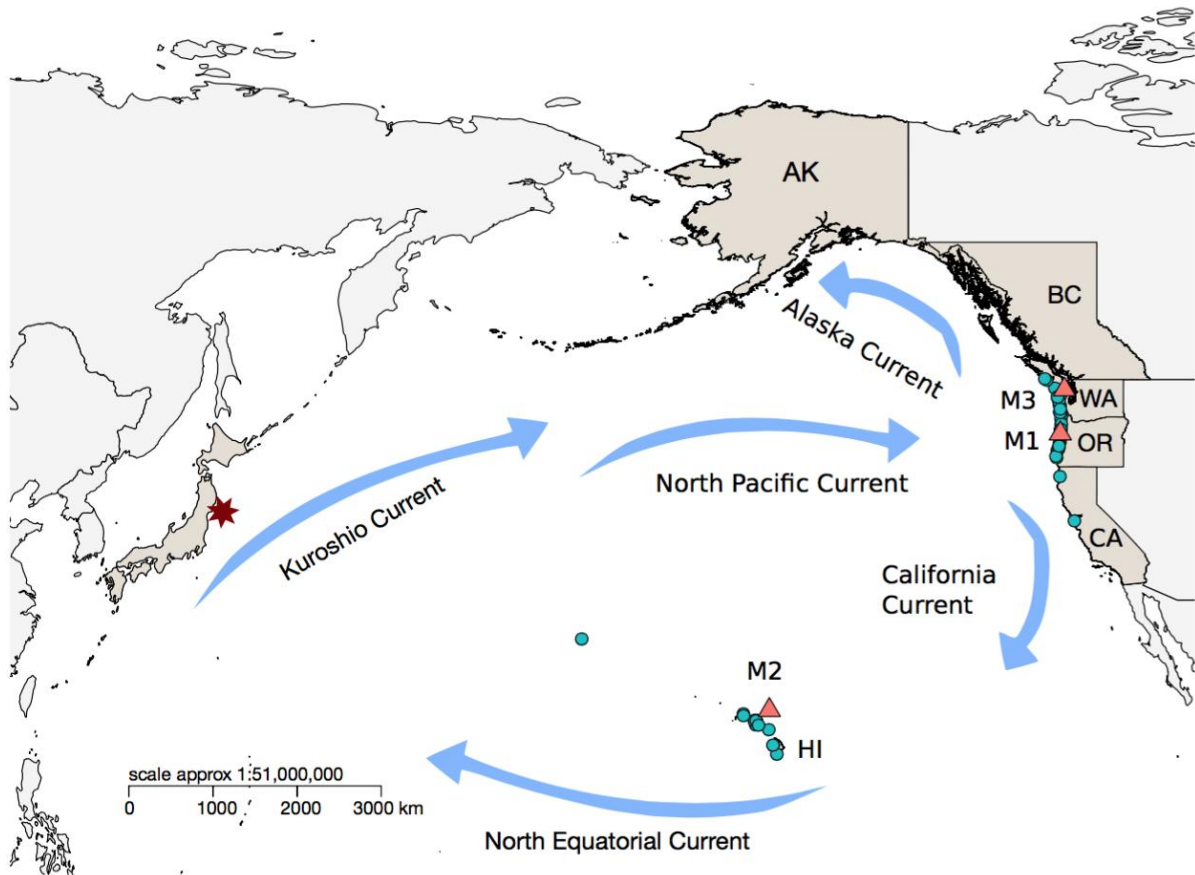 AK
BC
Alaska Current
M3
WA
M1
OR
North Pacific Current
Kuroshio Current
CA
California
Current
M2
HI
scale approx 1:51,000,000
0 1000 2000 3000 km
North Equatorial Current